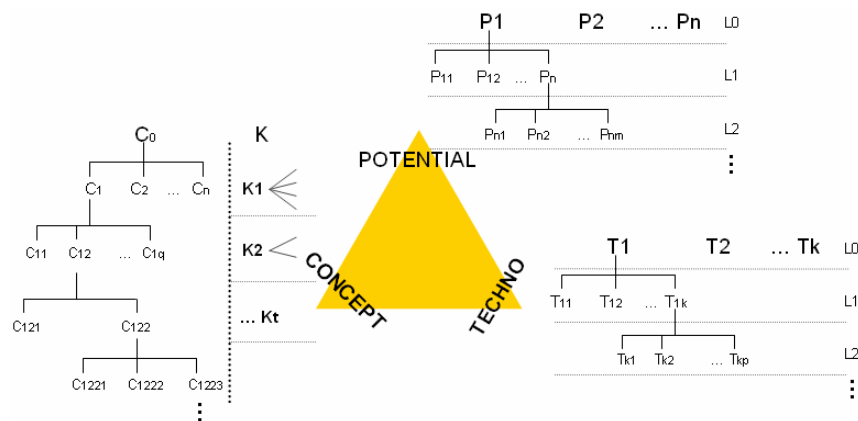 P1 P2 ... Pn L0
P11 P12 ... Pn L1
Pn1 Pn2 ... Pnm L2
⋮
POTENTIAL
CONCEPT
TECHNO
C0
C1 C2 ... Cn
C11 C12 ... C1q
C121 C122
C1221 C1222 C1223
⋮
K
K1
K2
... Kt
T1 T2 ... Tk L0
T11 T12 ... T1k L1
Tk1 Tk2 ... Tkp L2
⋮